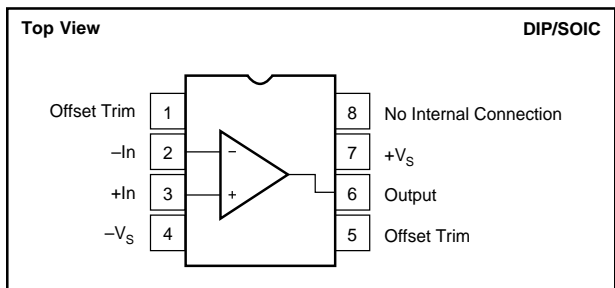 Top View
DIP/SOIC
Offset Trim 1
–In 2
+In 3
–VS 4
8 No Internal Connection
7 +VS
6 Output
5 Offset Trim
–
+